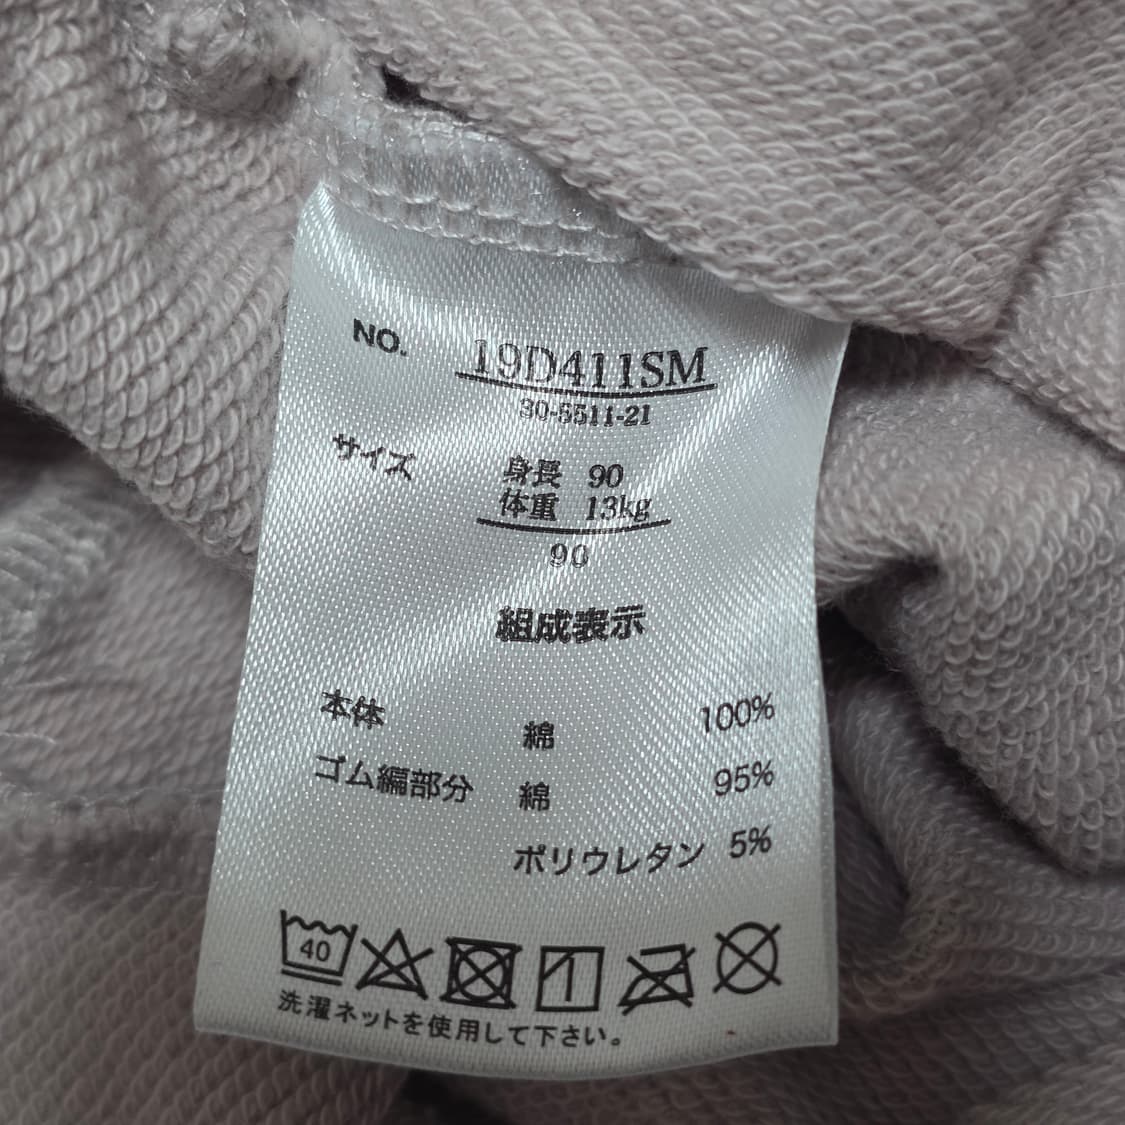 NO. 19D411SM
30-5511-21
サイズ 身長 90
体重 13kg
90
組成表示
本体 綿 100%
ゴム編部分 綿 95%
ポリウレタン 5%
40
洗濯ネットを使用して下さい。